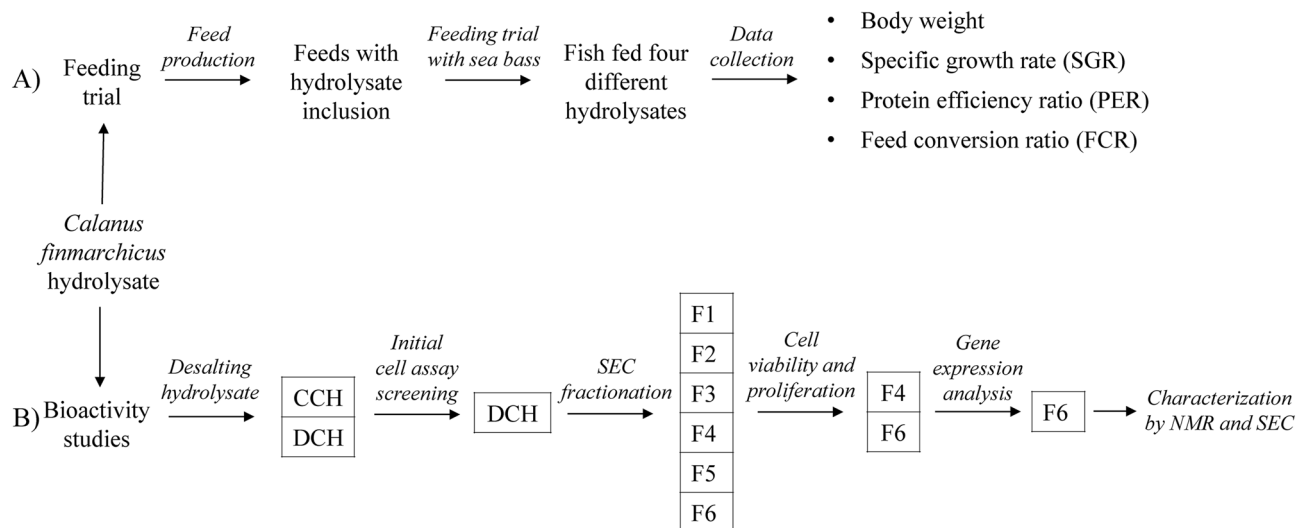 A)
Feeding
trial
Feed
production
Feeds with
hydrolysate
inclusion
Feeding trial
with sea bass
Fish fed four
different
hydrolysates
Data
collection
• Body weight
• Specific growth rate (SGR)
• Protein efficiency ratio (PER)
• Feed conversion ratio (FCR)
Calanus
finmarchicus
hydrolysate
B)
Bioactivity
studies
Desalting
hydrolysate
CCH
DCH
Initial
cell assay
screening
DCH
SEC
fractionation
F1
F2
F3
F4
F5
F6
Cell
viability and
proliferation
F4
F6
Gene
expression
analysis
F6
Characterization
by NMR and SEC